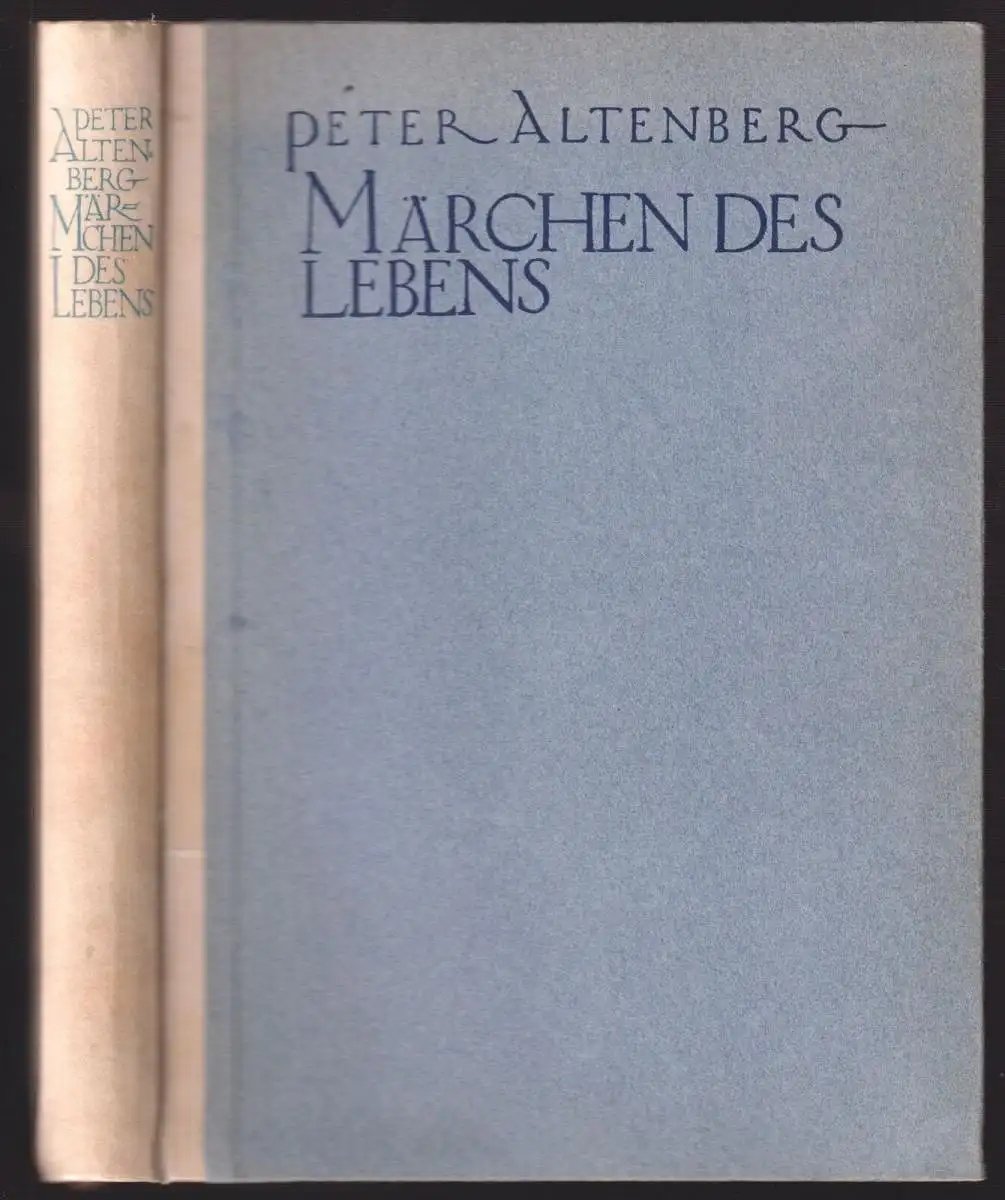 PETER
ALTEN-
BERG
MÄR-
CHEN
DES
LEBENS
PETER ALTENBERG
MÄRCHEN DES
LEBENS